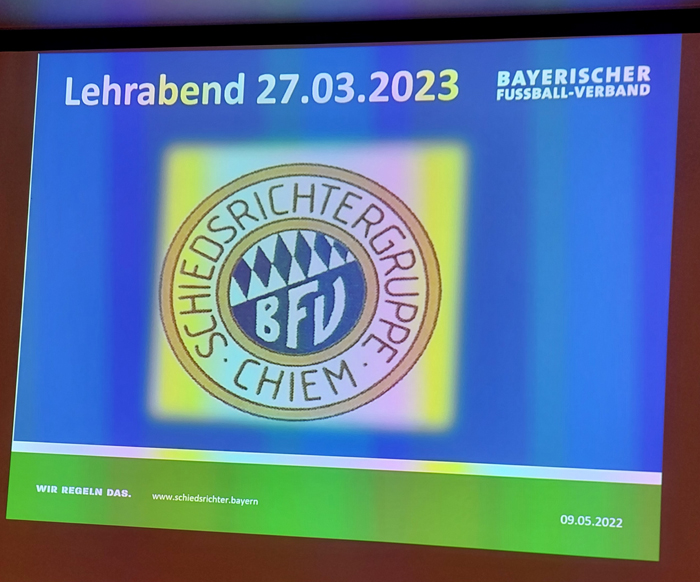 Lehrabend 27.03.2023
BAYERISCHER
FUSSBALL-VERBAND
SCHIEDSRICHTERGRUPPE
· CHIEM ·
BFV
WIR REGELN DAS.
www.schiedsrichter.bayern
09.05.2022